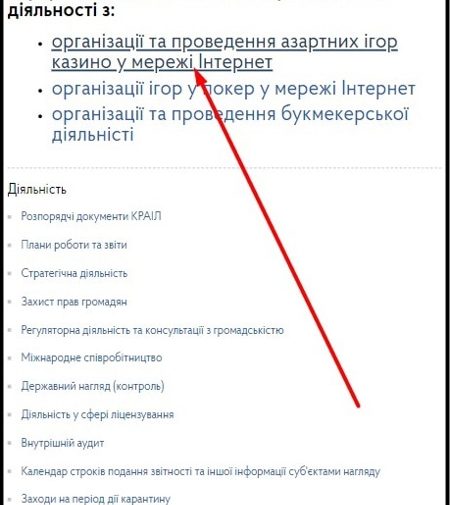 діяльності з:
організації та проведення азартних ігор
казино у мережі Інтернет
організації ігор у покер у мережі Інтернет
організації та проведення букмекерської
діяльності
Діяльність
Розпорядчі документи КРАІЛ
Плани роботи та звіти
Стратегічна діяльність
Захист прав громадян
Регуляторна діяльність та консультації з громадськістю
Міжнародне співробітництво
Державний нагляд (контроль)
Діяльність у сфері ліцензування
Внутрішній аудит
Календар строків подання звітності та іншої інформації суб'єктами нагляду
Заходи на період дії карантину